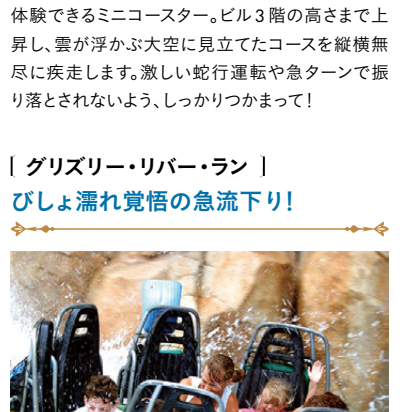 体験できるミニコースター。ビル3階の高さまで上
昇し、雲が浮かぶ大空に見立てたコースを縦横無
尽に疾走します。激しい蛇行運転や急ターンで振
り落とされないよう、しっかりつかまって!
[ グリズリー・リバー・ラン ]
びしょ濡れ覚悟の急流下り!